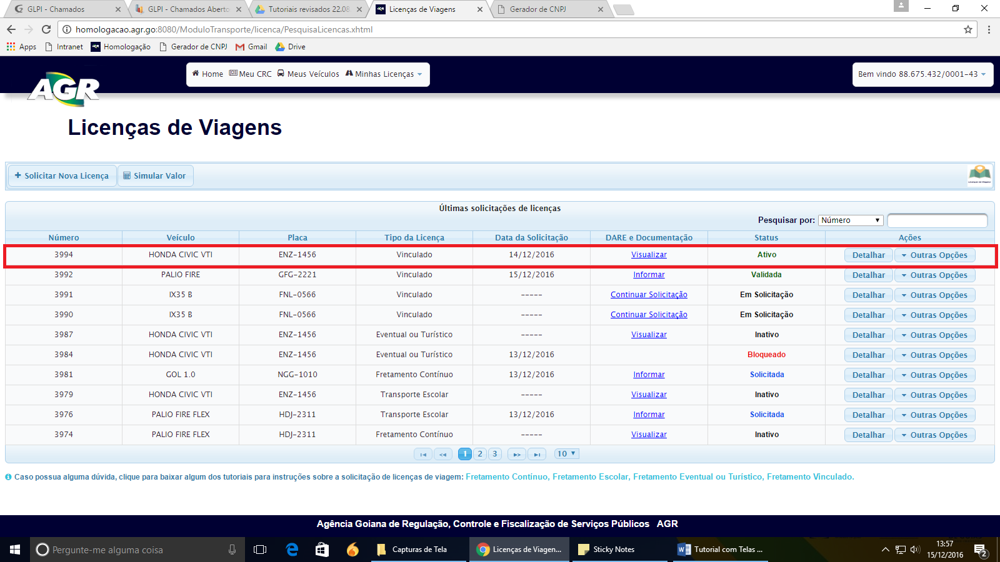 GLPI - Chamados
GLPI - Chamados Aberto
Tutoriais revisados 22.08
Licenças de Viagens
Gerador de CNPJ
homologacao.agr.go:8080/ModuloTransporte/licenca/PesquisaLicencas.xhtml
Apps Intranet Homologação Gerador de CNPJ Gmail Drive
AGR
Home Meu CRC Meus Veículos Minhas Licenças
Bem vindo 88.675.432/0001-43
Licenças de Viagens
Solicitar Nova Licença Simular Valor
Últimas solicitações de licenças
Pesquisar por: Número
Número Veículo Placa Tipo da Licença Data da Solicitação DARE e Documentação Status Ações
3994 HONDA CIVIC VTI ENZ-1456 Vinculado 14/12/2016 Visualizar Ativo Detalhar Outras Opções
3992 PALIO FIRE GFG-2221 Vinculado 15/12/2016 Informar Validada Detalhar Outras Opções
3991 IX35 B FNL-0566 Vinculado ----- Continuar Solicitação Em Solicitação Detalhar Outras Opções
3990 IX35 B FNL-0566 Vinculado ----- Continuar Solicitação Em Solicitação Detalhar Outras Opções
3987 HONDA CIVIC VTI ENZ-1456 Eventual ou Turístico ----- Visualizar Inativo Detalhar Outras Opções
3984 HONDA CIVIC VTI ENZ-1456 Eventual ou Turístico 13/12/2016 Bloqueado Detalhar Outras Opções
3981 GOL 1.0 NGG-1010 Fretamento Contínuo 13/12/2016 Informar Solicitada Detalhar Outras Opções
3979 HONDA CIVIC VTI ENZ-1456 Transporte Escolar ----- Visualizar Inativo Detalhar Outras Opções
3976 PALIO FIRE FLEX HDJ-2311 Transporte Escolar 13/12/2016 Informar Solicitada Detalhar Outras Opções
3974 PALIO FIRE FLEX HDJ-2311 Fretamento Contínuo ----- Visualizar Inativo Detalhar Outras Opções
1 2 3 10
Caso possua alguma dúvida, clique para baixar algum dos tutoriais para instruções sobre a solicitação de licenças de viagem: Fretamento Contínuo, Fretamento Escolar, Fretamento Eventual ou Turístico, Fretamento Vinculado.
Agência Goiana de Regulação, Controle e Fiscalização de Serviços Públicos AGR
Pergunte-me alguma coisa
Capturas de Tela
Licenças de Viagen...
Sticky Notes
Tutorial com Telas ...
13:57
15/12/2016
2